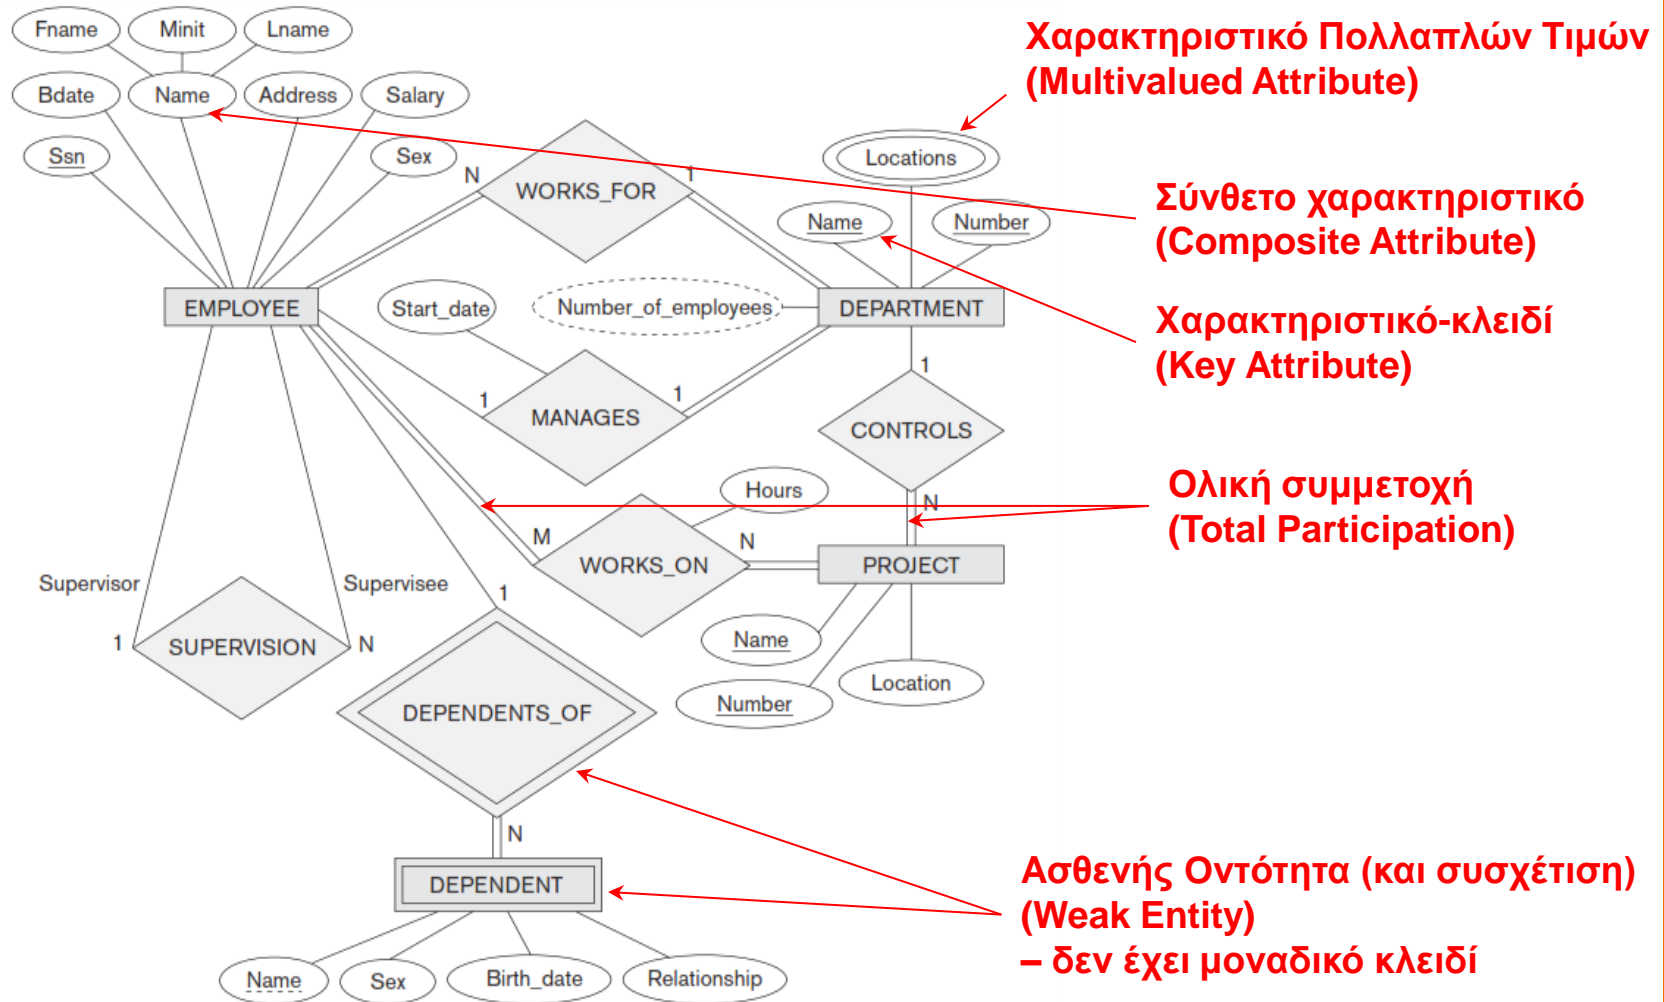 Fname
Minit
Lname
Χαρακτηριστικό Πολλαπλών Τιμών
(Multivalued Attribute)
Bdate
Name
Address
Salary
Ssn
Sex
N
WORKS_FOR
1
Locations
Σύνθετο χαρακτηριστικό
(Composite Attribute)
Name
Number
EMPLOYEE
Start_date
Number_of_employees
DEPARTMENT
Χαρακτηριστικό-κλειδί
(Key Attribute)
1
MANAGES
1
1
CONTROLS
N
Ολική συμμετοχή
(Total Participation)
Hours
M
WORKS_ON
N
PROJECT
Supervisor
Supervisee
1
SUPERVISION
N
1
Name
Number
Location
DEPENDENTS_OF
N
DEPENDENT
Ασθενής Οντότητα (και συσχέτιση)
(Weak Entity)
– δεν έχει μοναδικό κλειδί
Name
Sex
Birth_date
Relationship